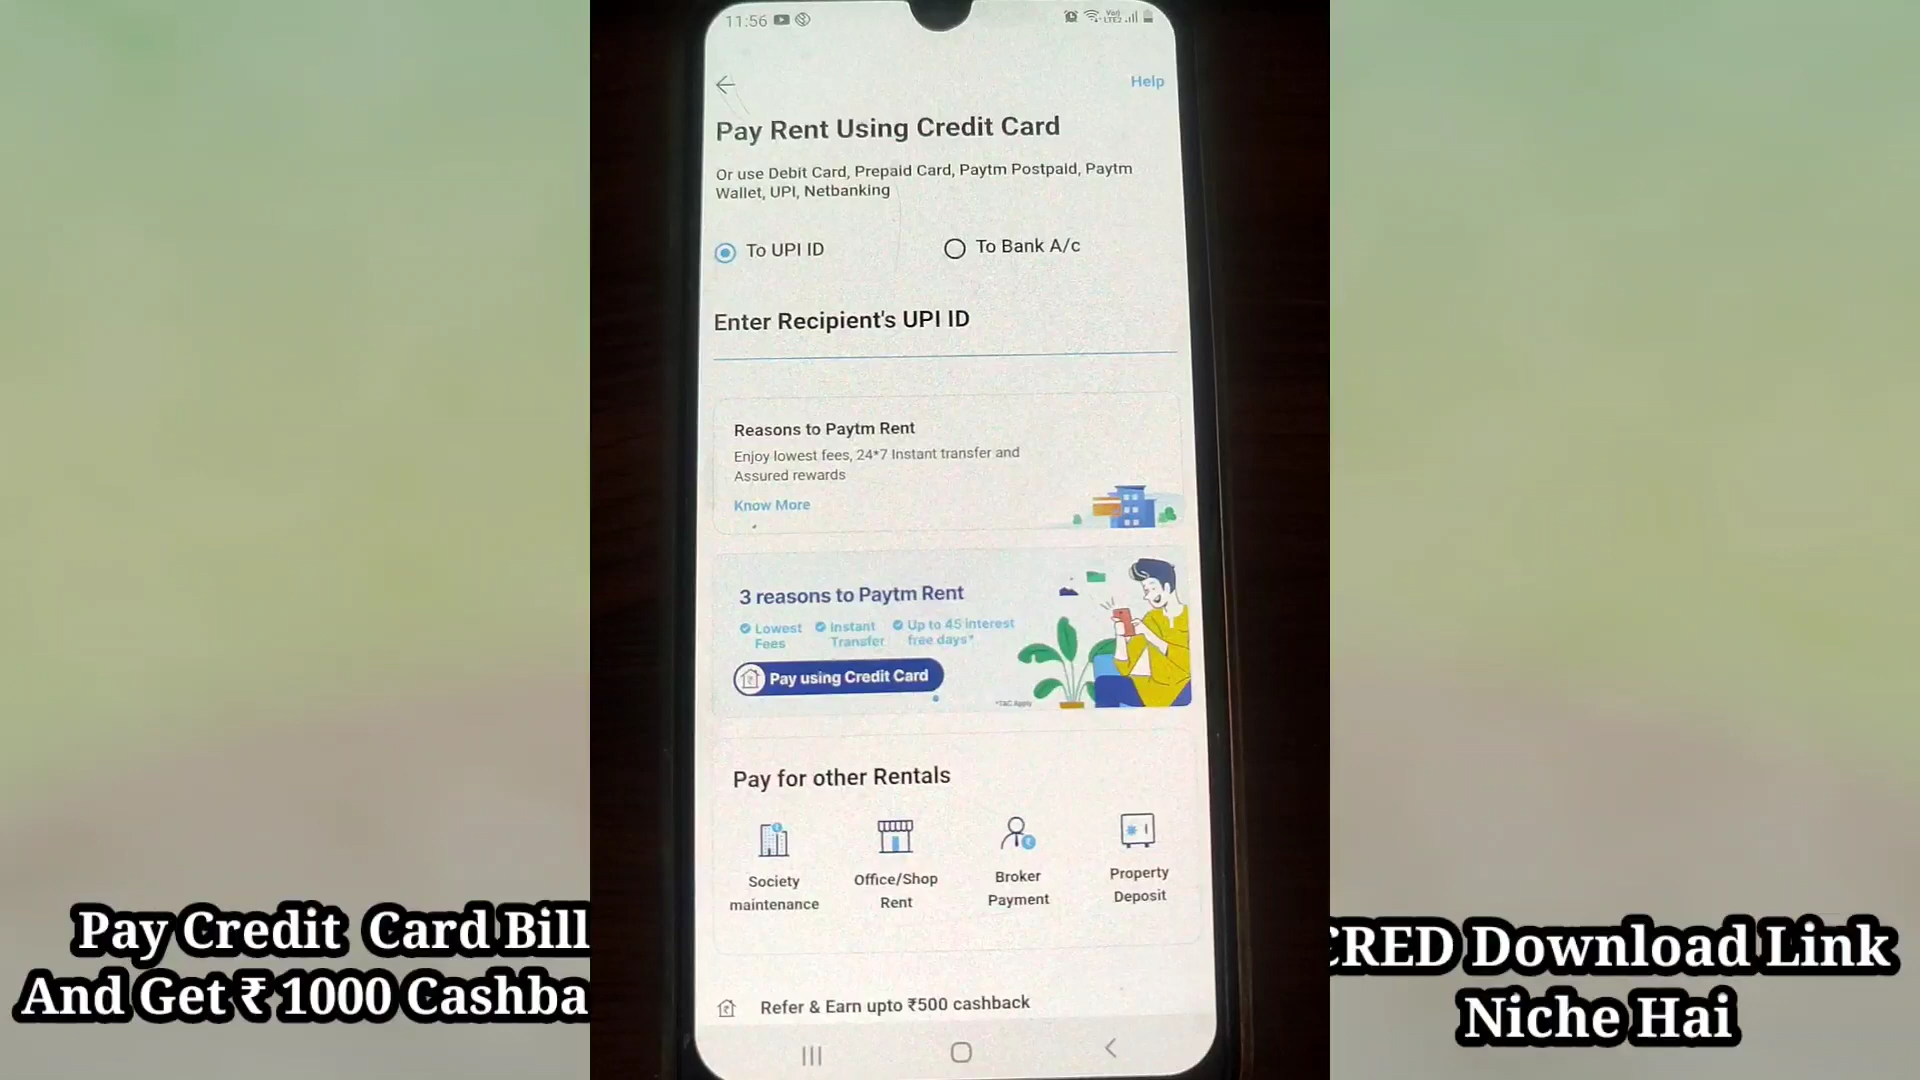 11:56
Help
Pay Rent Using Credit Card
Or use Debit Card, Prepaid Card, Paytm Postpaid, Paytm
Wallet, UPI, Netbanking
To UPI ID
To Bank A/c
Enter Recipient's UPI ID
Reasons to Paytm Rent
Enjoy lowest fees, 24*7 Instant transfer and
Assured rewards
Know More
3 reasons to Paytm Rent
Lowest
Fees
Instant
Transfer
Up to 45 interest
free days*
Pay using Credit Card
*T&C Apply
Pay for other Rentals
Society
maintenance
Office/Shop
Rent
Broker
Payment
Property
Deposit
Refer & Earn upto ₹500 cashback
Pay Credit Card Bill
And Get ₹ 1000 Cashba
CRED Download Link
Niche Hai